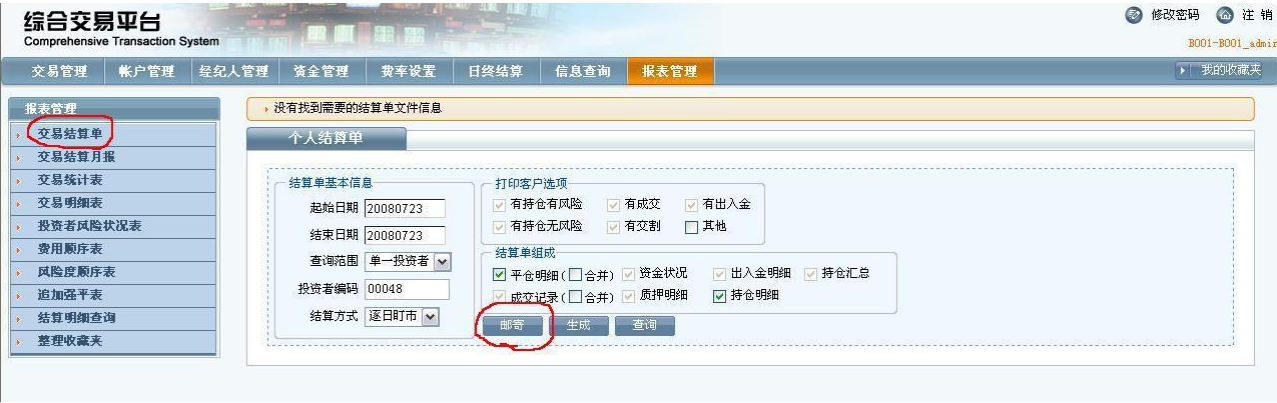 综合交易平台
Comprehensive Transaction System
修改密码 注 销
B001-B001_admin
交易管理 帐户管理 经纪人管理 资金管理 费率设置 日终结算 信息查询 报表管理 我的收藏夹
报表管理
交易结算单
交易结算月报
交易统计表
交易明细表
投资者风险状况表
费用顺序表
风险度顺序表
追加强平表
结算明细查询
整理收藏夹
没有找到需要的结算单文件信息
个人结算单
结算单基本信息
起始日期 20080723
结束日期 20080723
查询范围 单一投资者
投资者编码 00048
结算方式 逐日盯市
打印客户选项
有持仓有风险 有成交 有出入金
有持仓无风险 有交割 其他
结算单组成
平仓明细(合并) 资金状况 出入金明细 持仓汇总
成交记录(合并) 质押明细 持仓明细
邮寄 生成 查询